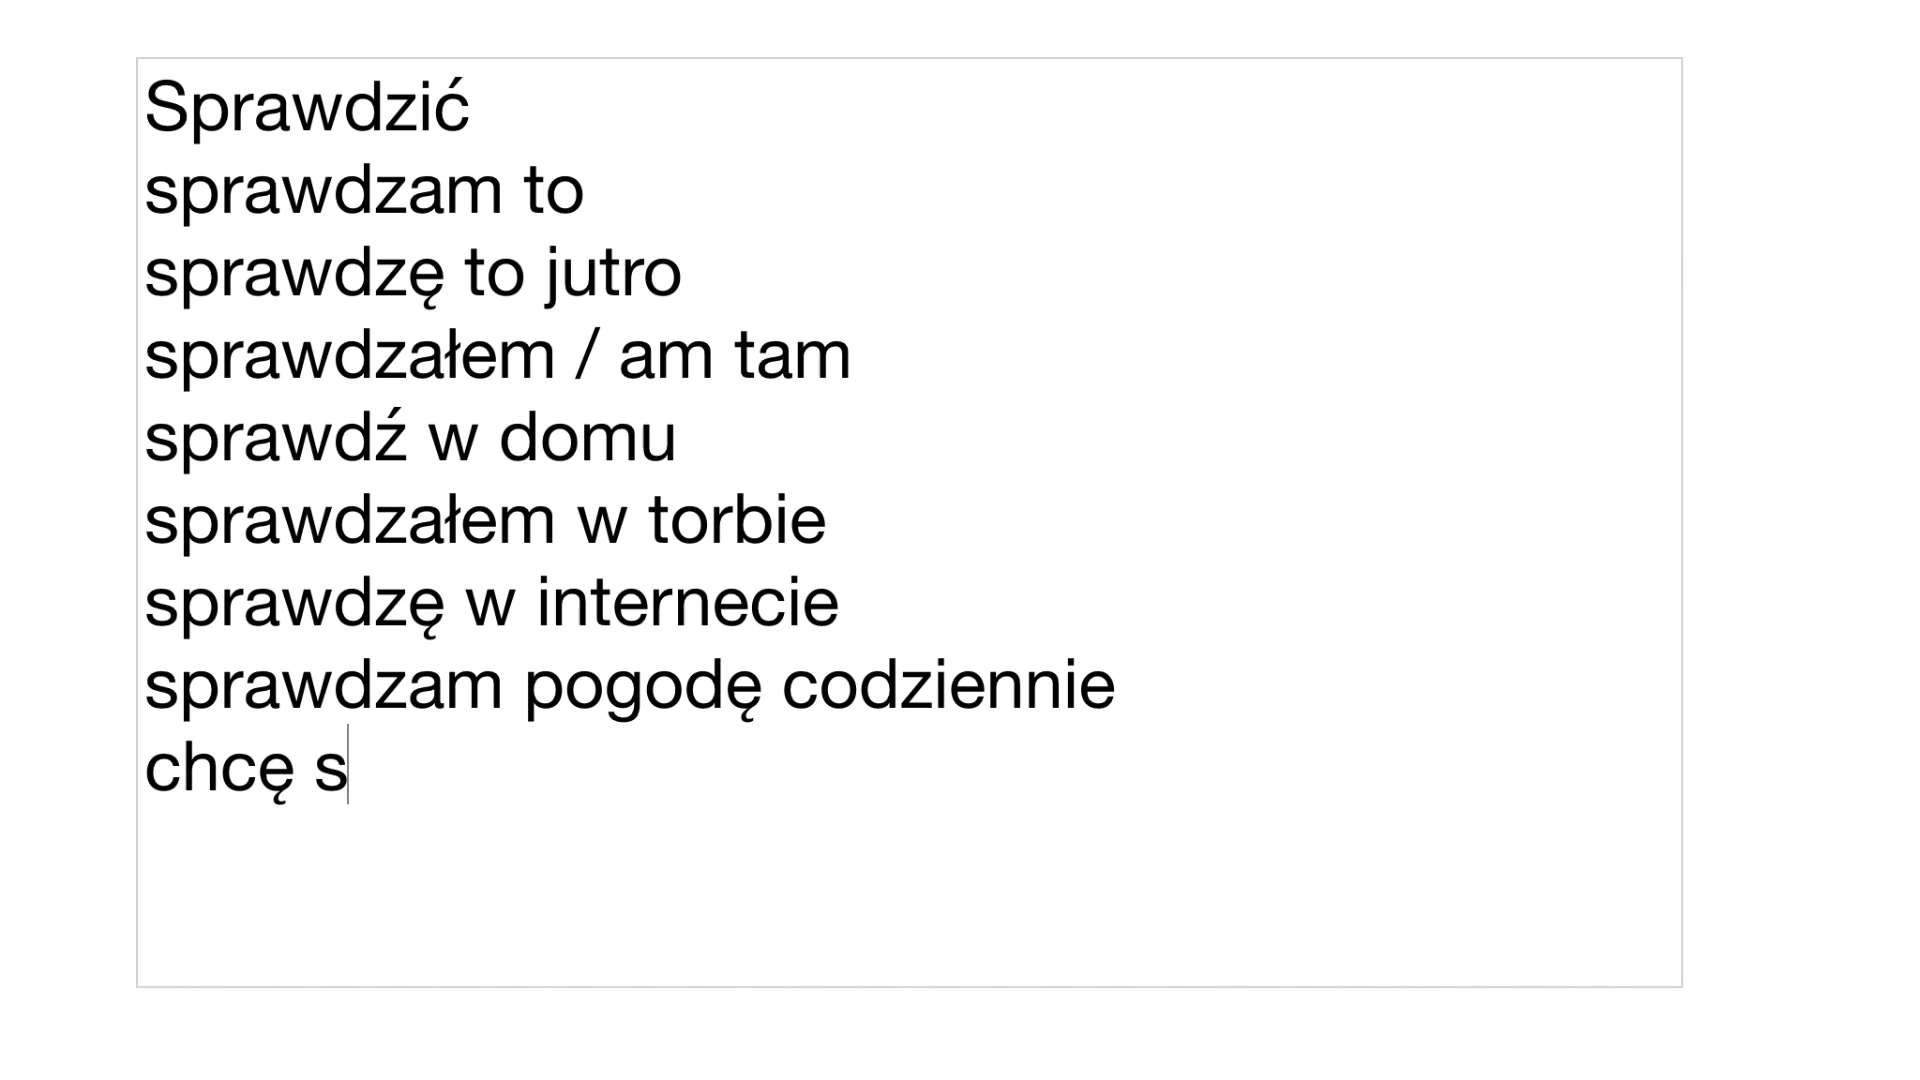 Sprawdzić
sprawdzam to
sprawdzę to jutro
sprawdzałem / am tam
sprawdź w domu
sprawdzałem w torbie
sprawdzę w internecie
sprawdzam pogodę codziennie
chcę s